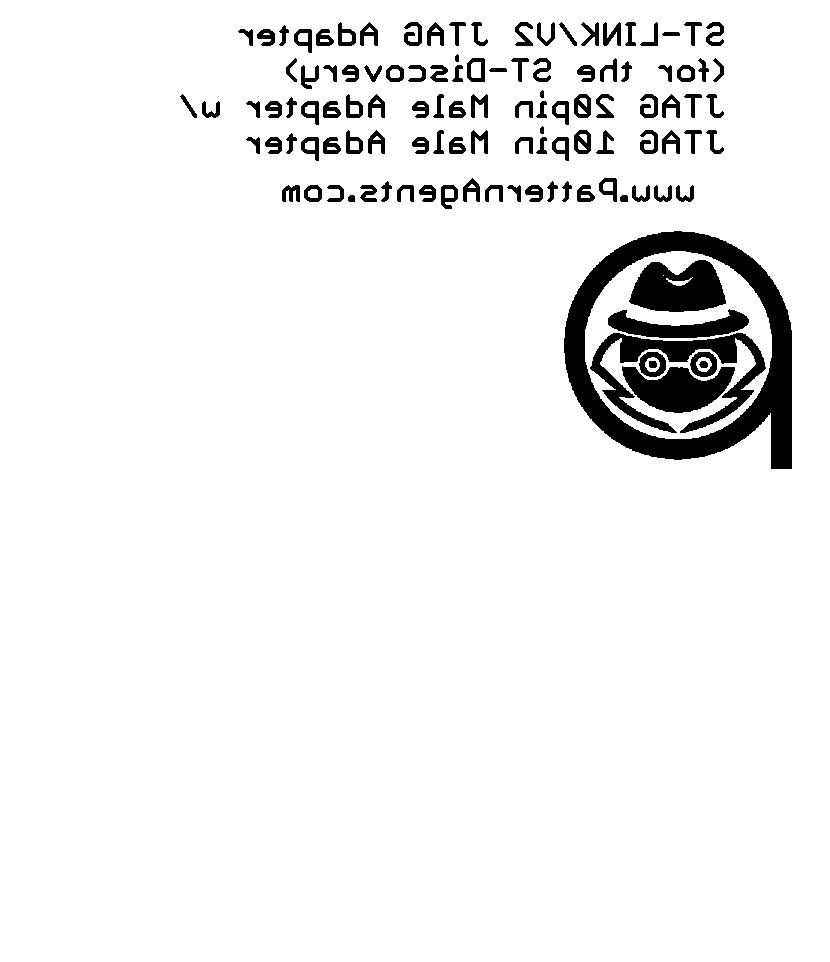 ST-LINK/V2 JTAG Adapter
(for the ST-Discovery)
JTAG 20pin Male Adapter w/
JTAG 10pin Male Adapter
www.PatternAgents.com